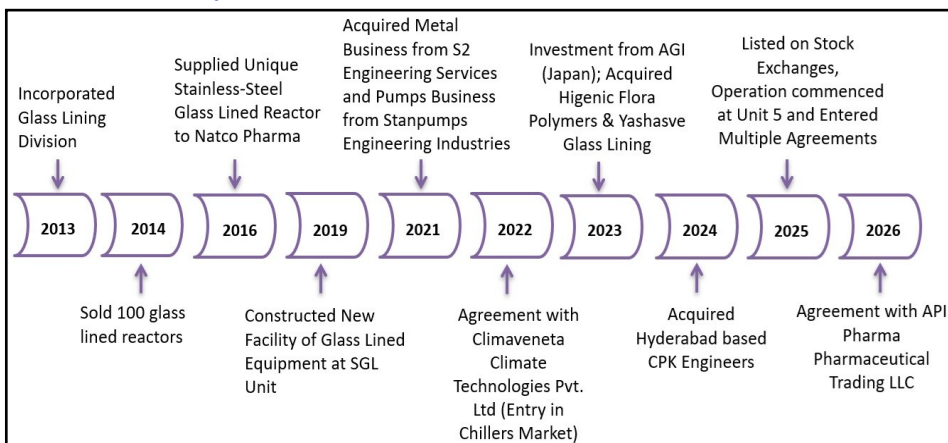 Incorporated
Glass Lining
Division
Supplied Unique
Stainless-Steel
Glass Lined Reactor
to Natco Pharma
Acquired Metal
Business from S2
Engineering Services
and Pumps Business
from Stanpumps
Engineering Industries
Investment from AGI
(Japan); Acquired
Higenic Flora
Polymers & Yashasve
Glass Lining
Listed on Stock
Exchanges,
Operation commenced
at Unit 5 and Entered
Multiple Agreements
2013
2014
2016
2019
2021
2022
2023
2024
2025
2026
Sold 100 glass
lined reactors
Constructed New
Facility of Glass Lined
Equipment at SGL
Unit
Agreement with
Climaveneta
Climate
Technologies Pvt.
Ltd (Entry in
Chillers Market)
Acquired
Hyderabad based
CPK Engineers
Agreement with API
Pharma
Pharmaceutical
Trading LLC